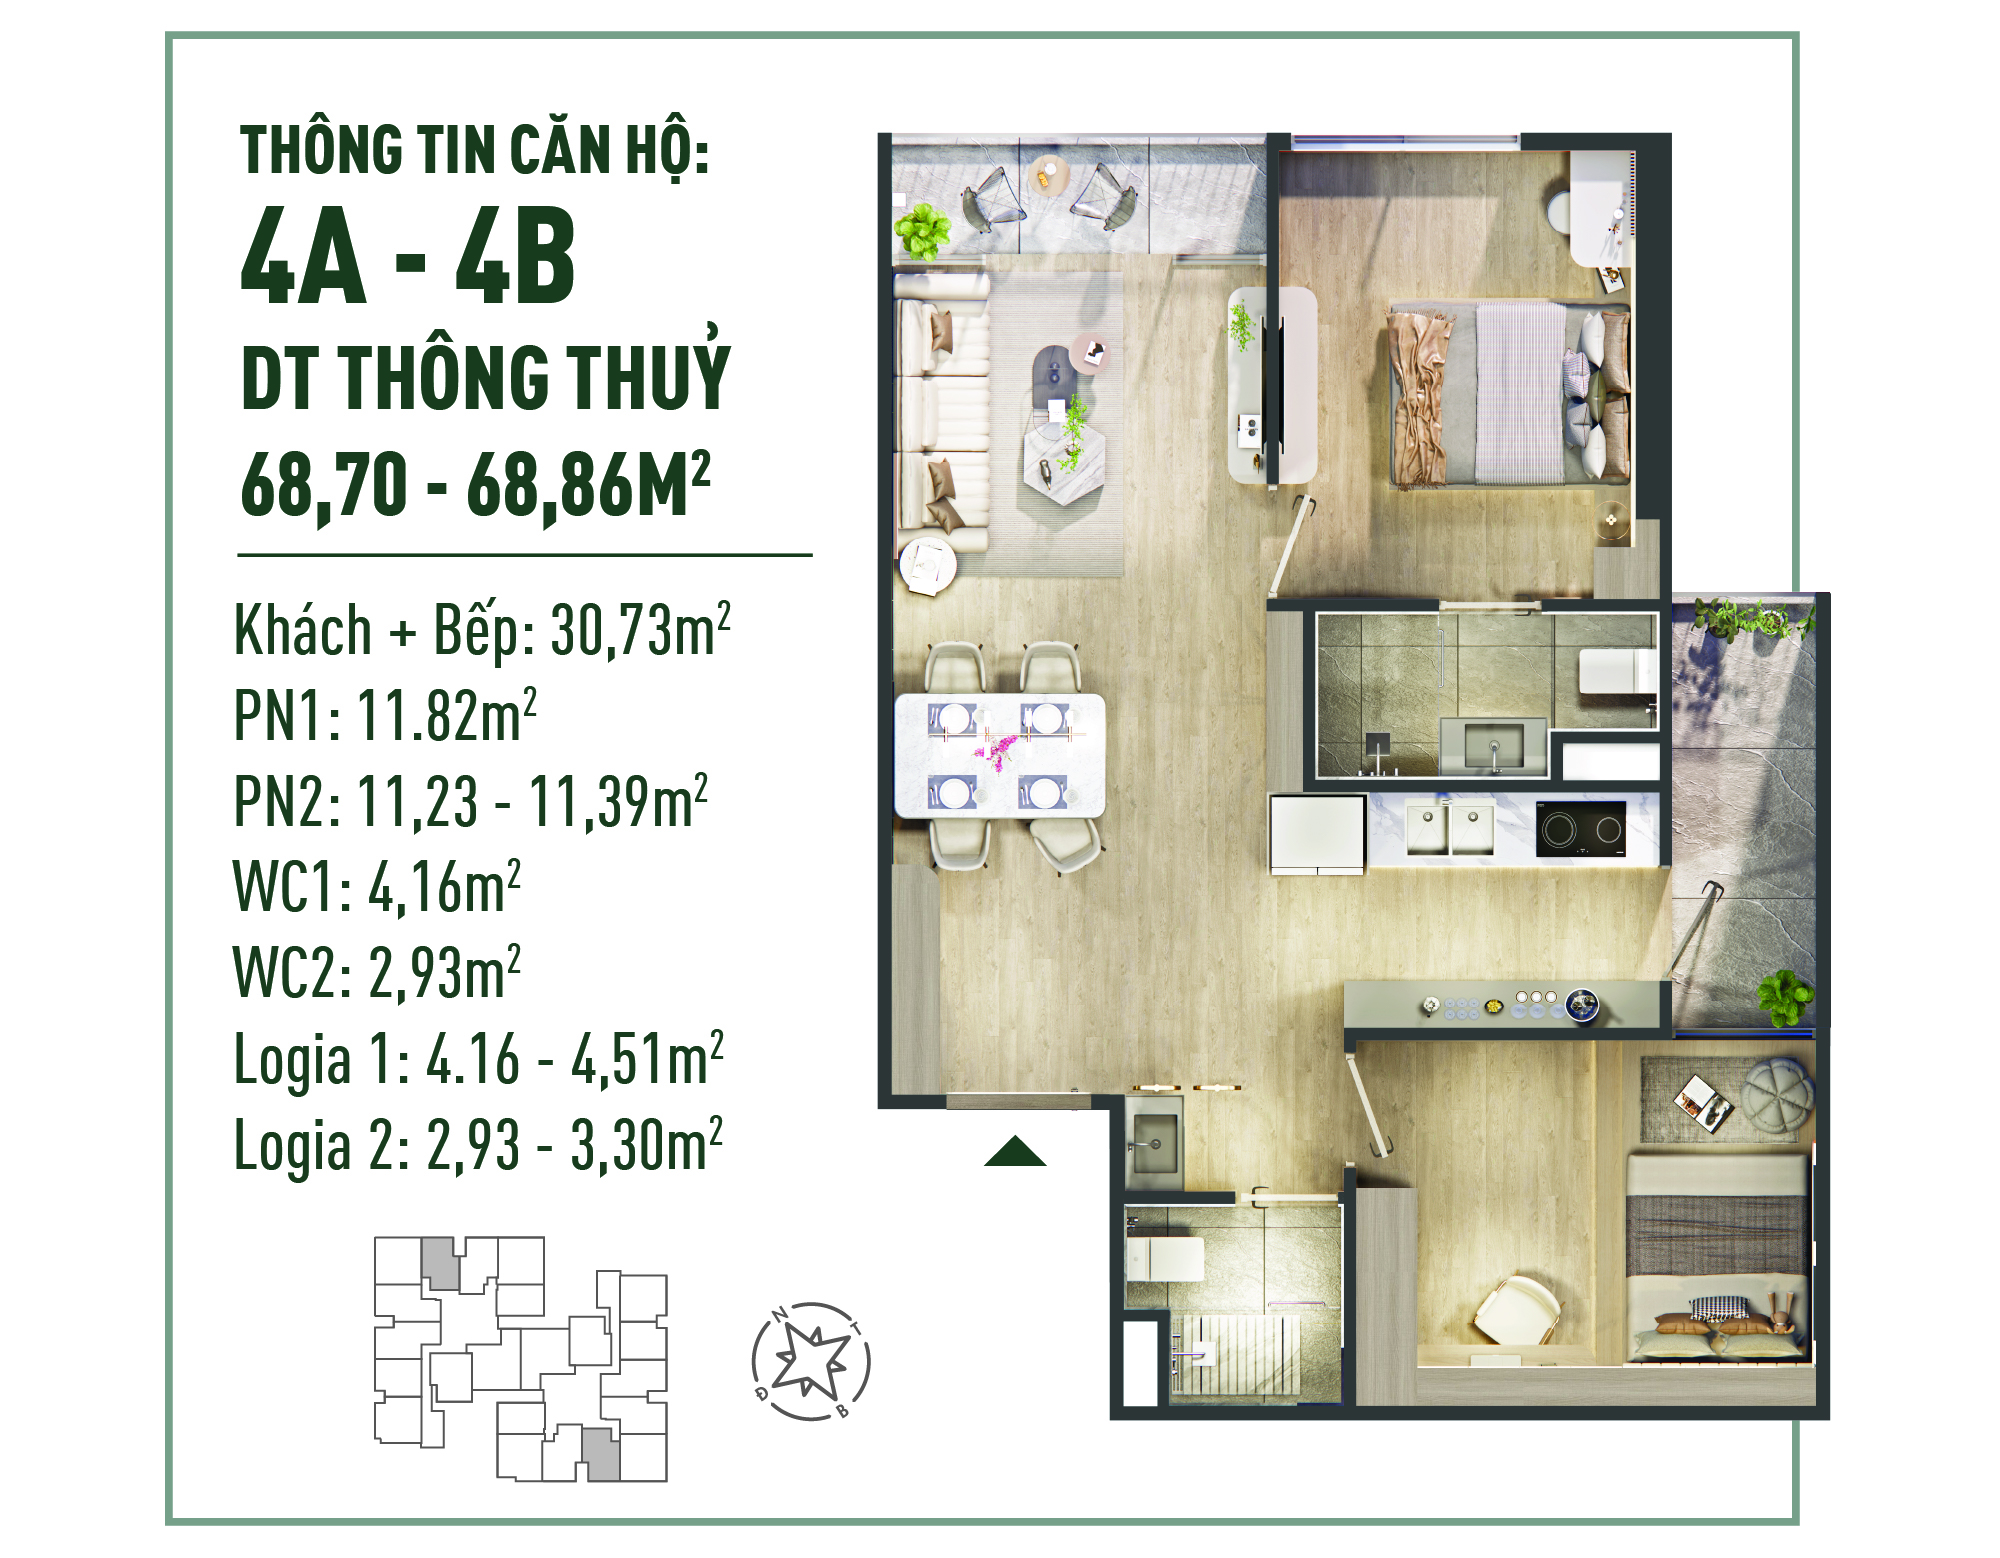 THÔNG TIN CĂN HỘ:
4A - 4B
DT THÔNG THUỶ
68,70 - 68,86M²
Khách + Bếp: 30,73m²
PN1: 11.82m²
PN2: 11,23 - 11,39m²
WC1: 4,16m²
WC2: 2,93m²
Logia 1: 4.16 - 4,51m²
Logia 2: 2,93 - 3,30m²
N
T
Đ
B